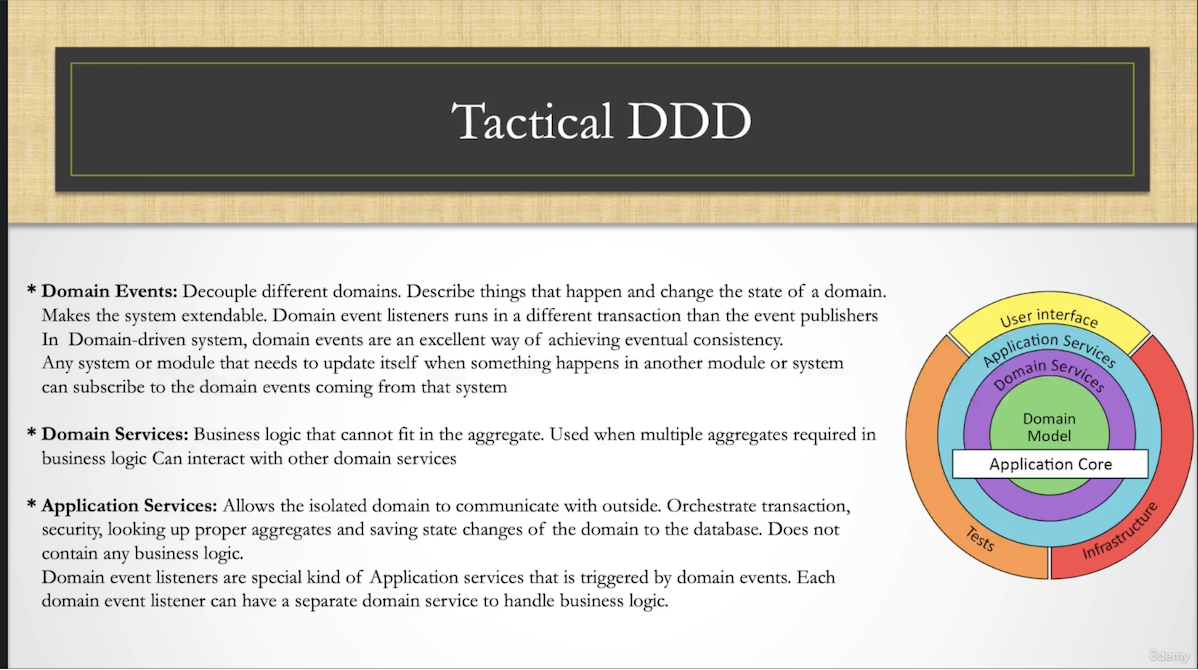 Tactical DDD
* Domain Events: Decouple different domains. Describe things that happen and change the state of a domain.
Makes the system extendable. Domain event listeners runs in a different transaction than the event publishers
In Domain-driven system, domain events are an excellent way of achieving eventual consistency.
Any system or module that needs to update itself when something happens in another module or system
can subscribe to the domain events coming from that system
* Domain Services: Business logic that cannot fit in the aggregate. Used when multiple aggregates required in
business logic Can interact with other domain services
* Application Services: Allows the isolated domain to communicate with outside. Orchestrate transaction,
security, looking up proper aggregates and saving state changes of the domain to the database. Does not
contain any business logic.
Domain event listeners are special kind of Application services that is triggered by domain events. Each
domain event listener can have a separate domain service to handle business logic.
User interface
Application Services
Domain Services
Domain
Model
Application Core
Tests
Infrastructure
ûdemy